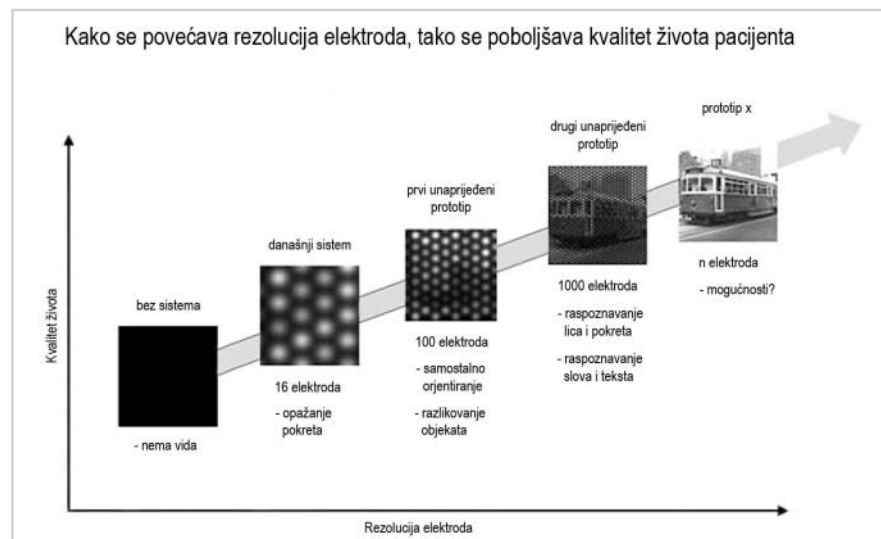 Kako se povećava rezolucija elektroda, tako se poboljšava kvalitet života pacijenta
Kvalitet života
bez sistema
- nema vida
današnji sistem
16 elektroda
- opažanje
pokreta
prvi unaprijeđeni
prototip
100 elektroda
- samostalno
orjentiranje
- razlikovanje
objekata
drugi unaprijeđeni
prototip
1000 elektroda
- raspoznavanje
lica i pokreta
- raspoznavanje
slova i teksta
prototip x
n elektroda
- mogućnosti?
Rezolucija elektroda